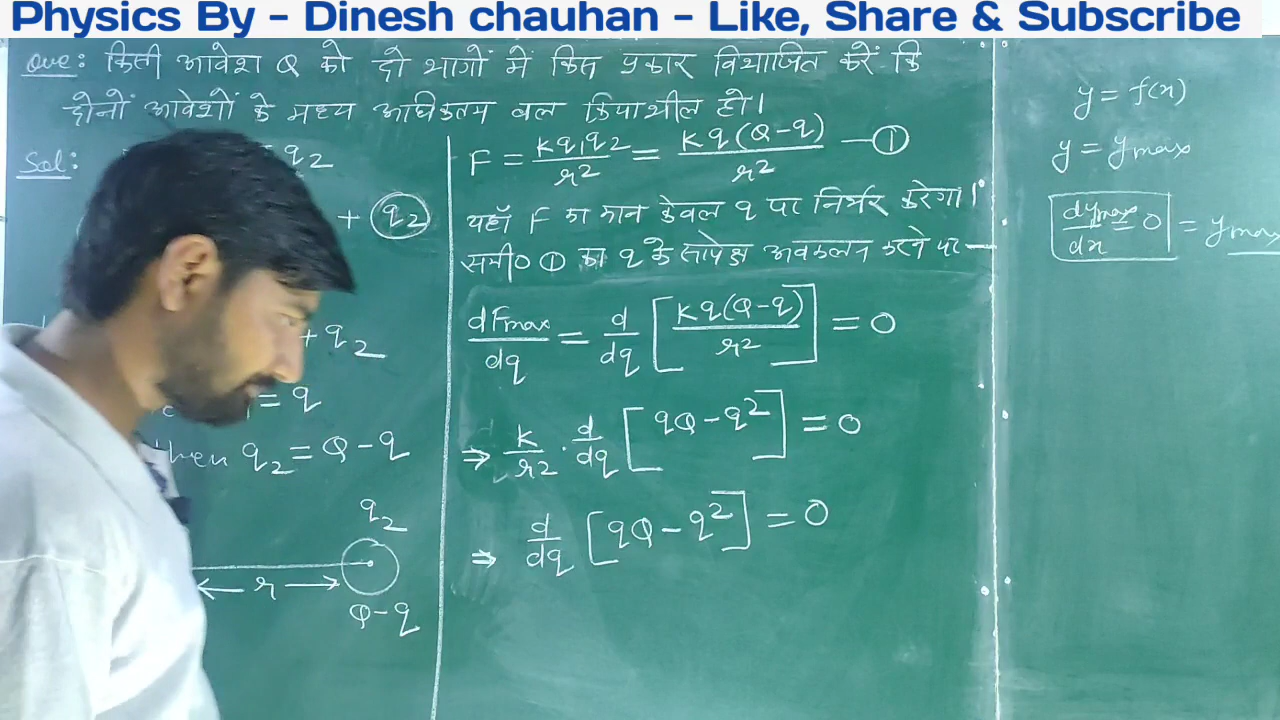 Physics By - Dinesh chauhan - Like, Share & Subscribe
Que: किसी आवेश Q को दो भागों में किस प्रकार विभाजित करें कि
दोनों आवेशों के मध्य अधिकतम बल क्रियाशील हो।
Sol:
q₂
+ q₂
+ q₂
= q
then q₂ = Q-q
q₂
r
Q-q
F = Kq₁q₂/r² = Kq(Q-q)/r² —①
यहाँ F का मान केवल q पर निर्भर करेगा।
समी० ① का q के सापेक्ष अवकलन करने पर—
dFmax/dq = d/dq [Kq(Q-q)/r²] = 0
⇒ K/r² · d/dq [qQ-q²] = 0
⇒ d/dq [qQ-q²] = 0
y = f(x)
y = ymax
dymax/dx = 0 = ymax